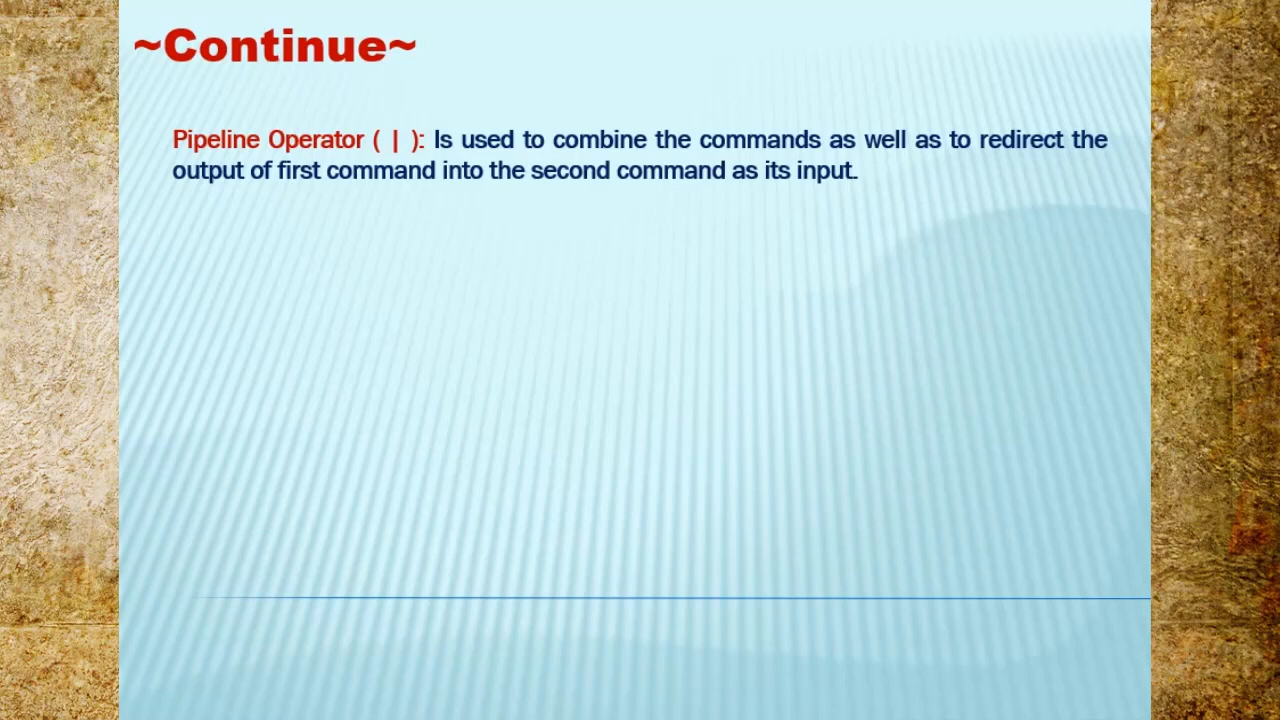 ~Continue~
Pipeline Operator ( | ): Is used to combine the commands as well as to redirect the
output of first command into the second command as its input.